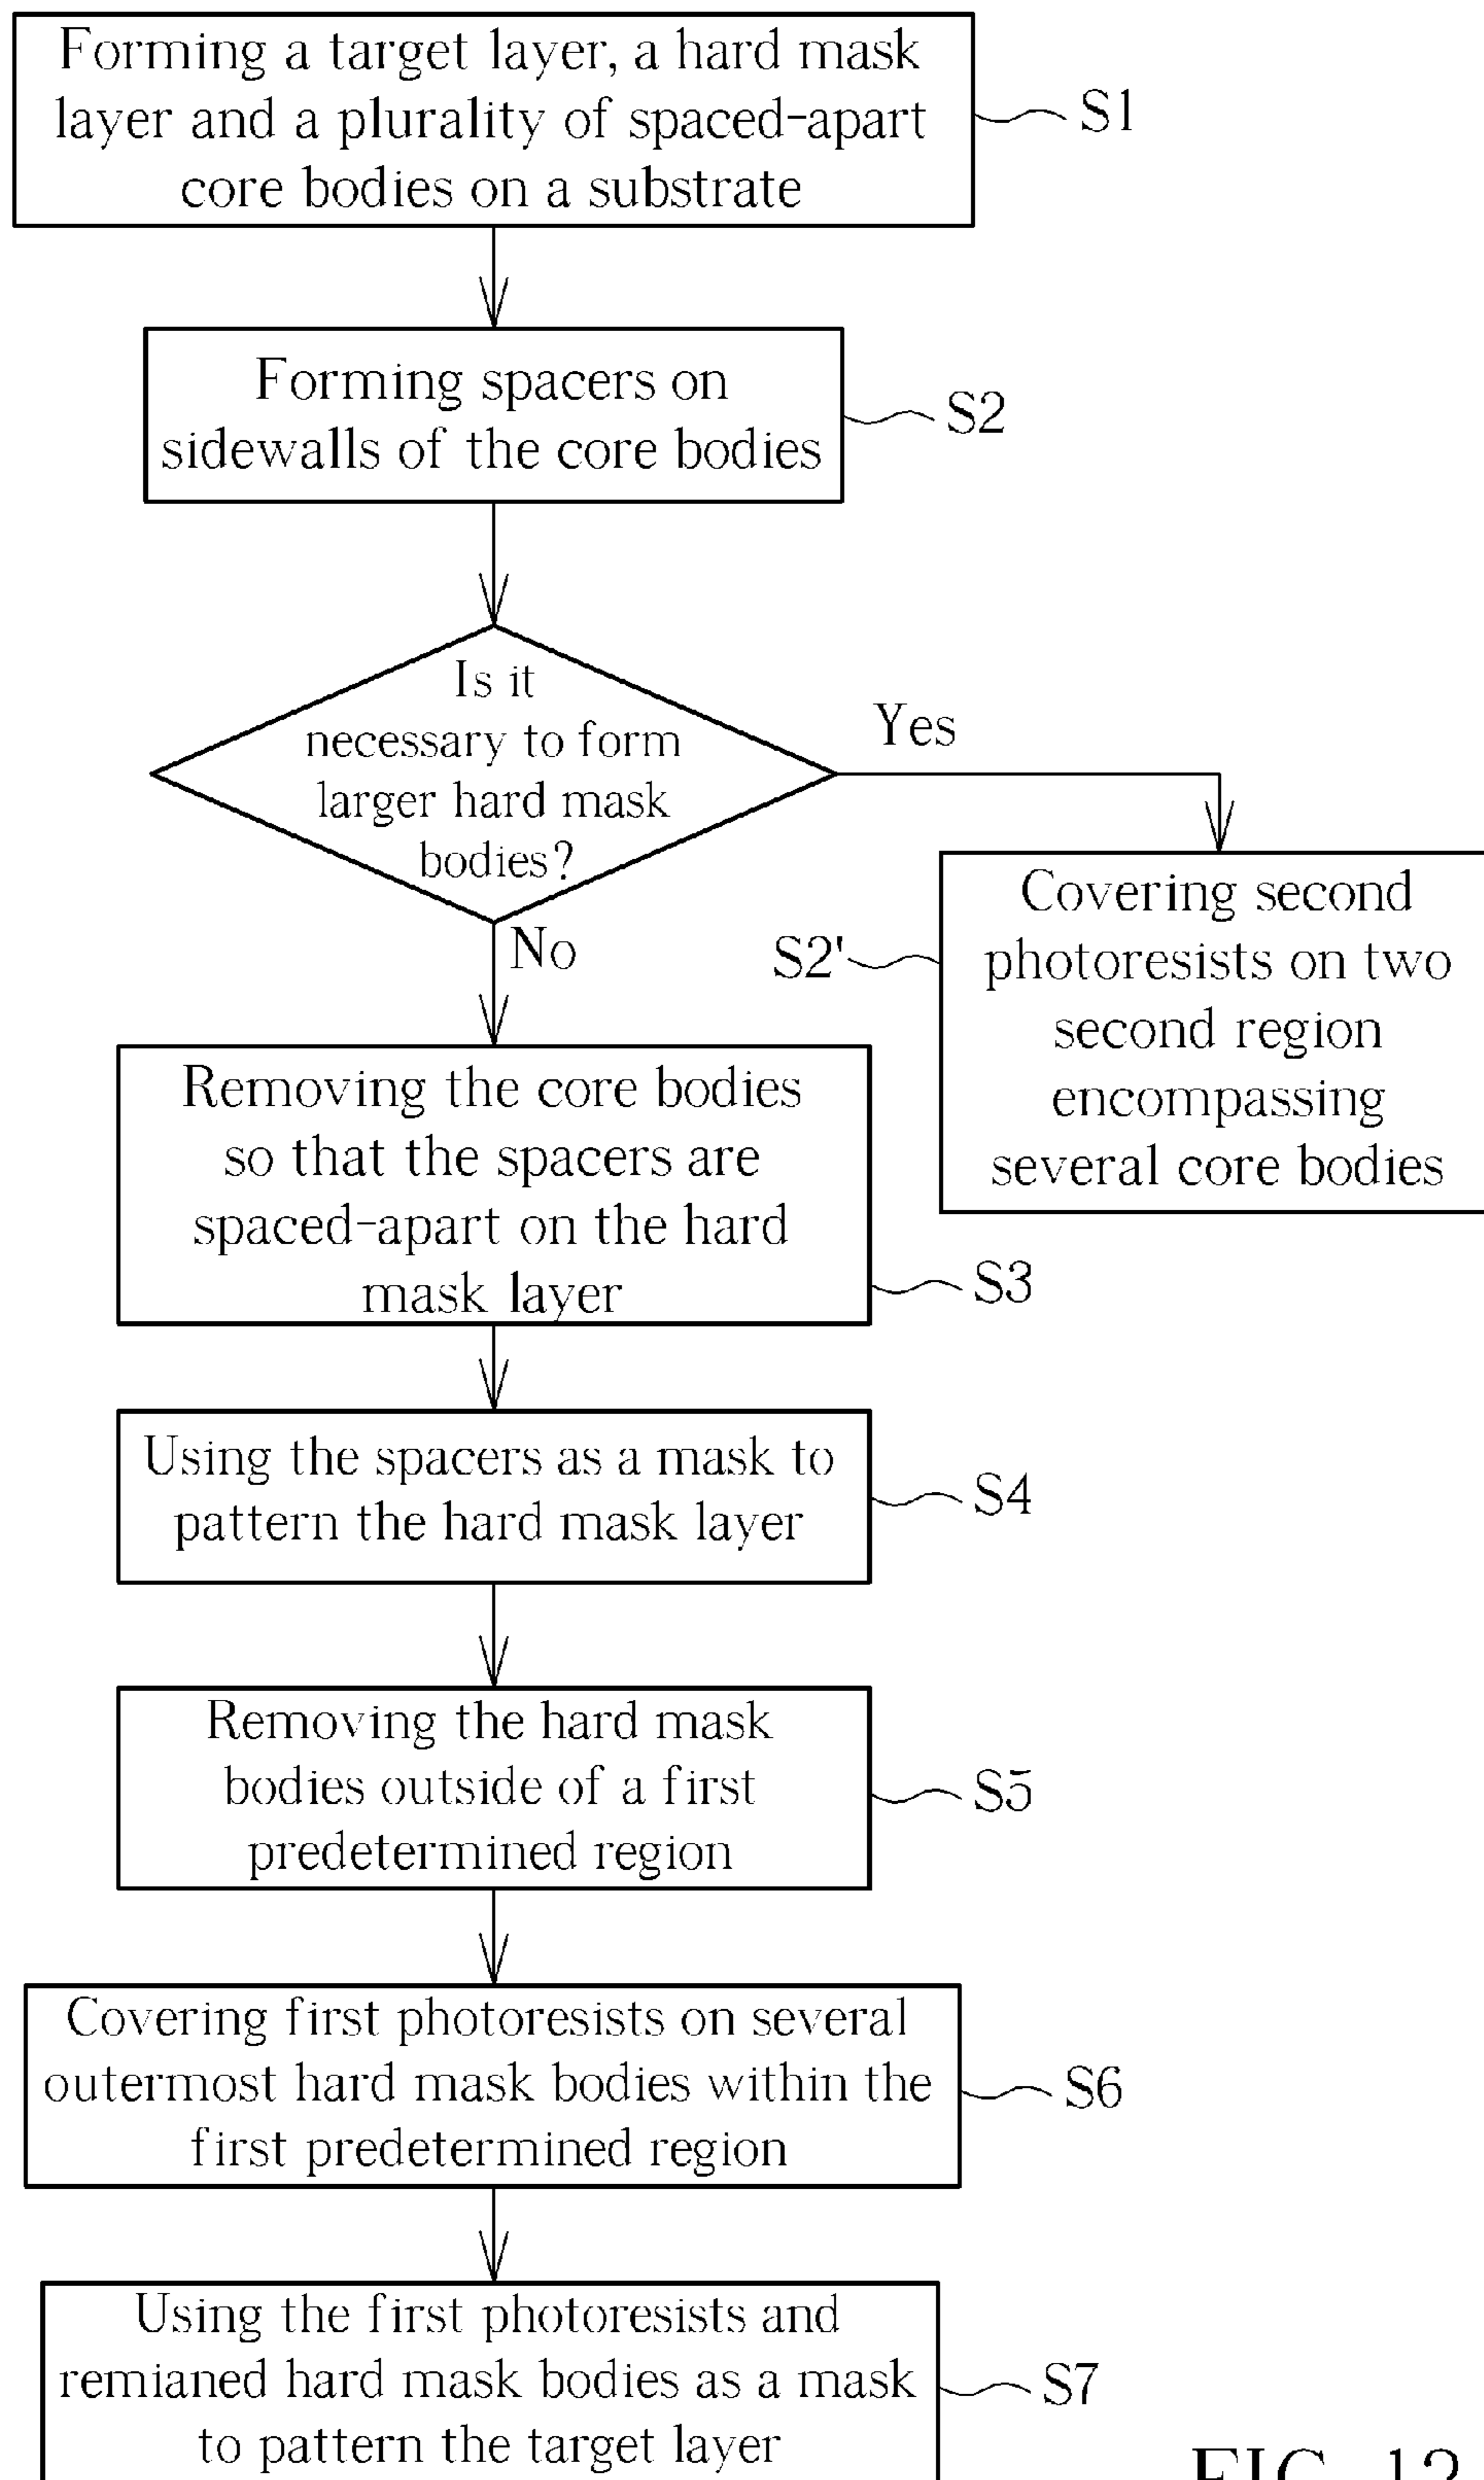 Forming a target layer, a hard mask
layer and a plurality of spaced-apart
core bodies on a substrate
S1
Forming spacers on
sidewalls of the core bodies
S2
Is it
necessary to form
larger hard mask
bodies?
Yes
No
S2'
Covering second
photoresists on two
second region
encompassing
several core bodies
Removing the core bodies
so that the spacers are
spaced-apart on the hard
mask layer
S3
Using the spacers as a mask to
pattern the hard mask layer
S4
Removing the hard mask
bodies outside of a first
predetermined region
S5
Covering first photoresists on several
outermost hard mask bodies within the
first predetermined region
S6
Using the first photoresists and
remianed hard mask bodies as a mask
to pattern the target layer
S7
FIG. 12